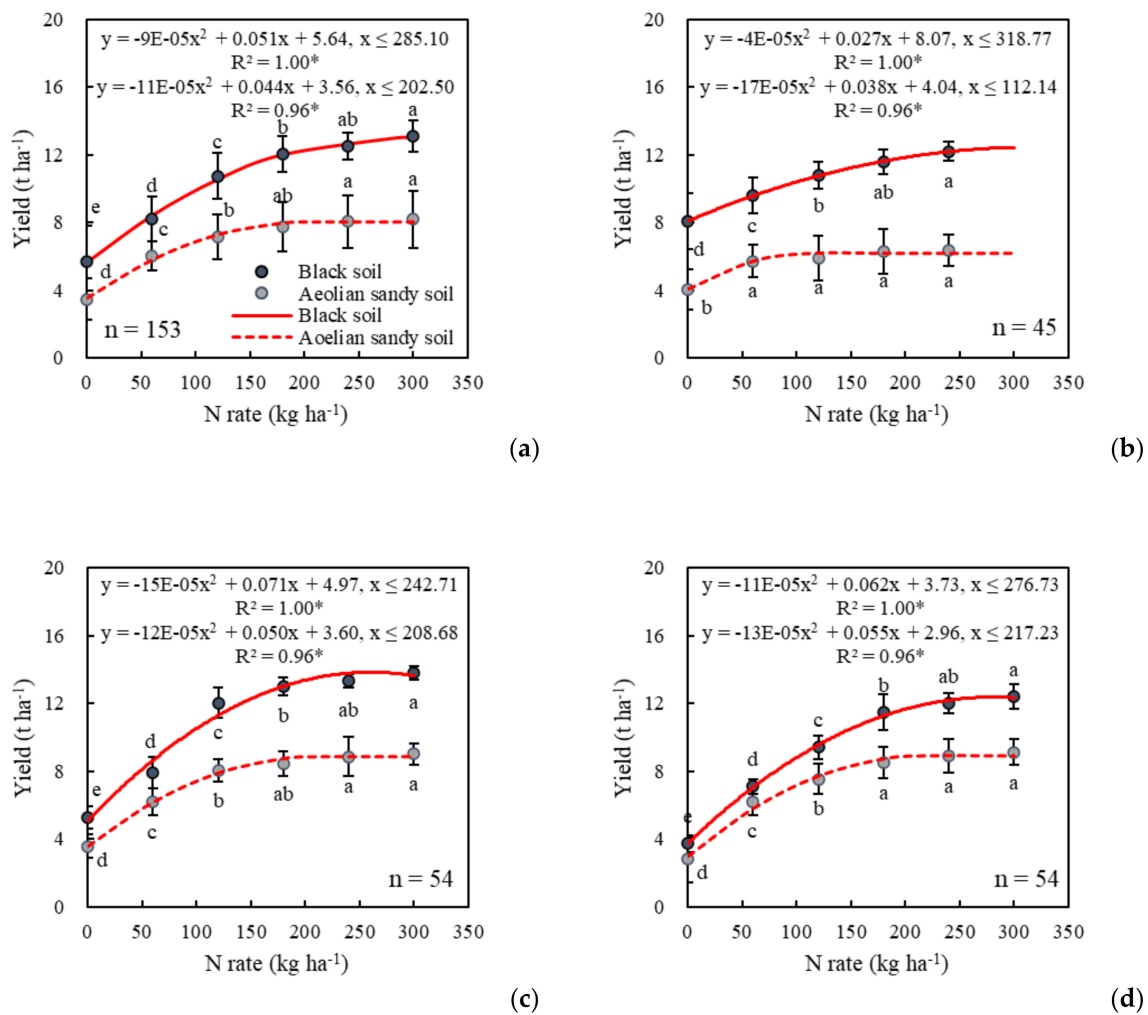 y = -9E-05x² + 0.051x + 5.64, x ≤ 285.10
R² = 1.00*
y = -11E-05x² + 0.044x + 3.56, x ≤ 202.50
R² = 0.96*
20
16
12
8
4
0
Yield (t ha⁻¹)
e
d
c
b
ab
a
d
c
b
ab
a
a
Black soil
Aeolian sandy soil
Black soil
Aoelian sandy soil
n = 153
0 50 100 150 200 250 300 350
N rate (kg ha⁻¹)
(a)
y = -4E-05x² + 0.027x + 8.07, x ≤ 318.77
R² = 1.00*
y = -17E-05x² + 0.038x + 4.04, x ≤ 112.14
R² = 0.96*
20
16
12
8
4
0
Yield (t ha⁻¹)
d
c
b
ab
a
b
a
a
a
a
n = 45
0 50 100 150 200 250 300 350
N rate (kg ha⁻¹)
(b)
y = -15E-05x² + 0.071x + 4.97, x ≤ 242.71
R² = 1.00*
y = -12E-05x² + 0.050x + 3.60, x ≤ 208.68
R² = 0.96*
20
16
12
8
4
0
Yield (t ha⁻¹)
e
d
c
b
ab
a
d
c
b
ab
a
a
n = 54
0 50 100 150 200 250 300 350
N rate (kg ha⁻¹)
(c)
y = -11E-05x² + 0.062x + 3.73, x ≤ 276.73
R² = 1.00*
y = -13E-05x² + 0.055x + 2.96, x ≤ 217.23
R² = 0.96*
20
16
12
8
4
0
Yield (t ha⁻¹)
e
d
c
b
ab
a
d
c
b
a
a
a
n = 54
0 50 100 150 200 250 300 350
N rate (kg ha⁻¹)
(d)